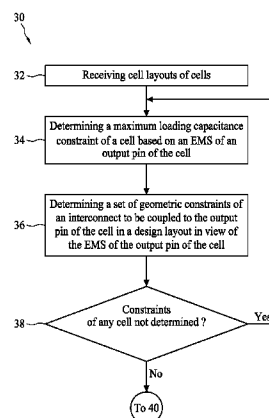 30
32
Receiving cell layouts of cells
34
Determining a maximum loading capacitance
constraint of a cell based on an EMS of an
output pin of the cell
36
Determining a set of geometric constraints of
an interconnect to be coupled to the output
pin of the cell in a design layout in view of
the EMS of the output pin of the cell
38
Constraints
of any cell not determined ?
Yes
No
To 40